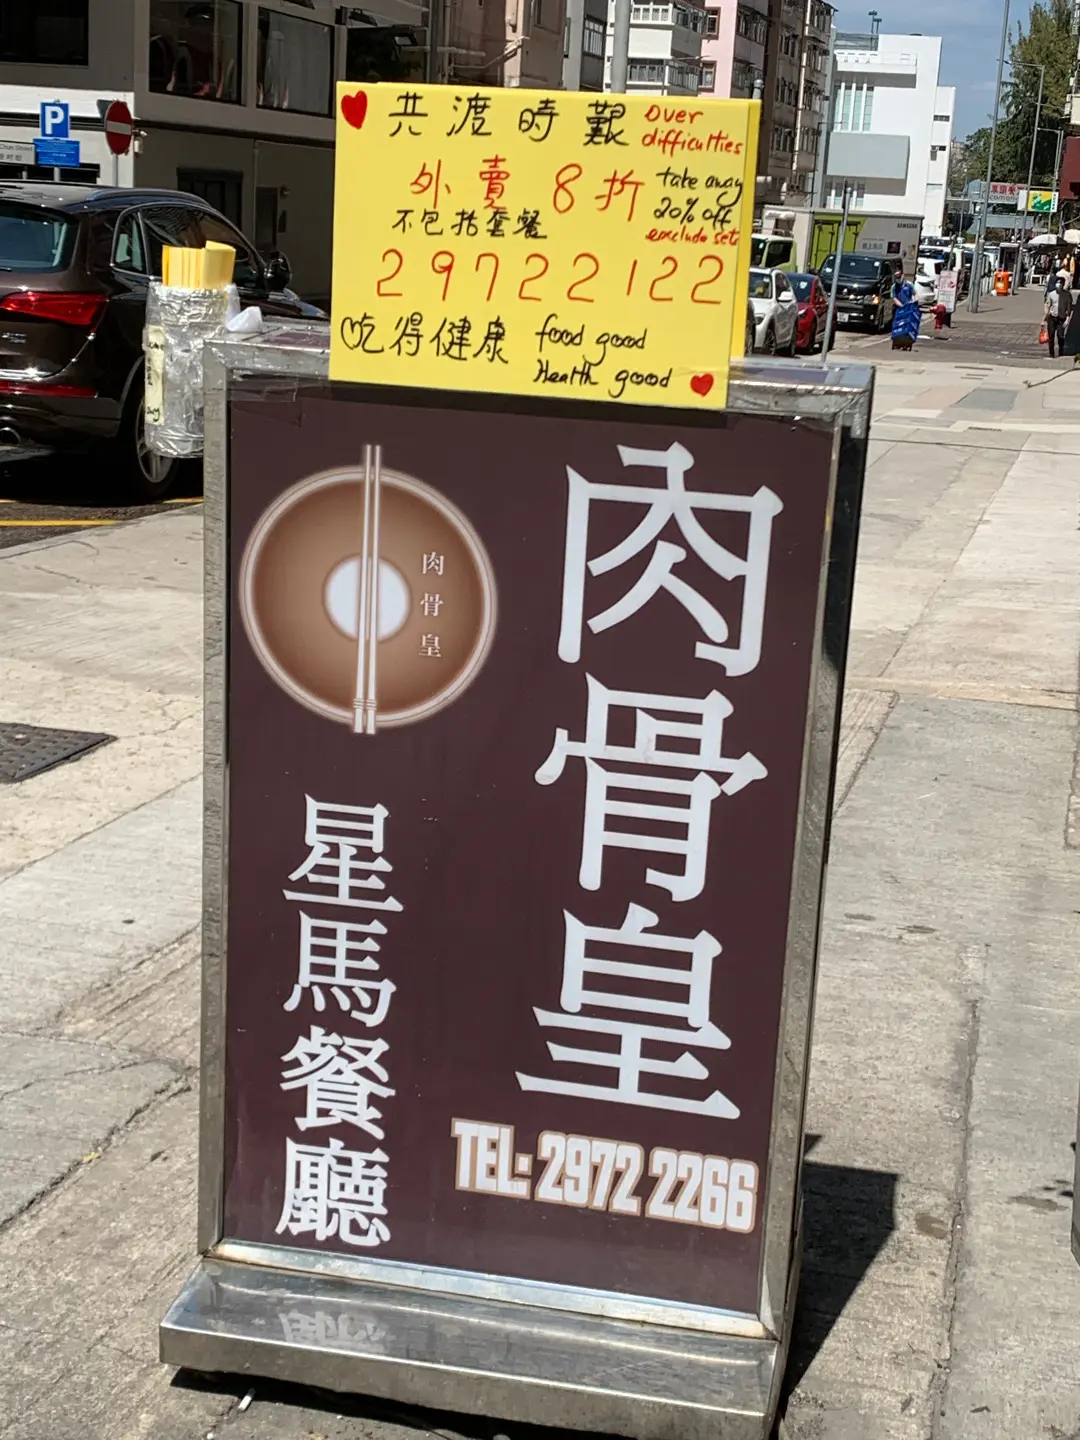 共渡時艱
Over
difficulties
外賣 8折
take away
20% off
不包括套餐
exclude set
29722122
吃得健康
food good
Health good
肉骨皇
肉骨皇
星馬餐廳
TEL: 2972 2266
P
SAMSUNG